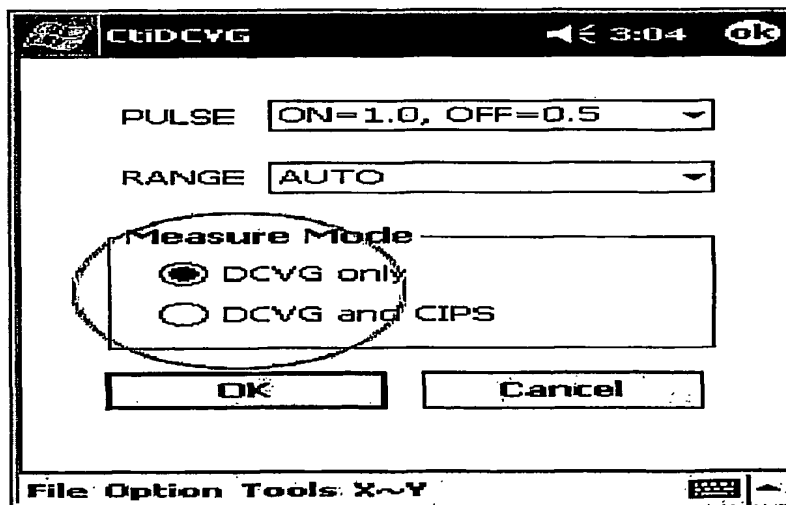 CtiDCVG 3:04 ok
PULSE ON=1.0, OFF=0.5
RANGE AUTO
Measure Mode
DCVG only
DCVG and CIPS
OK Cancel
File Option Tools X~Y